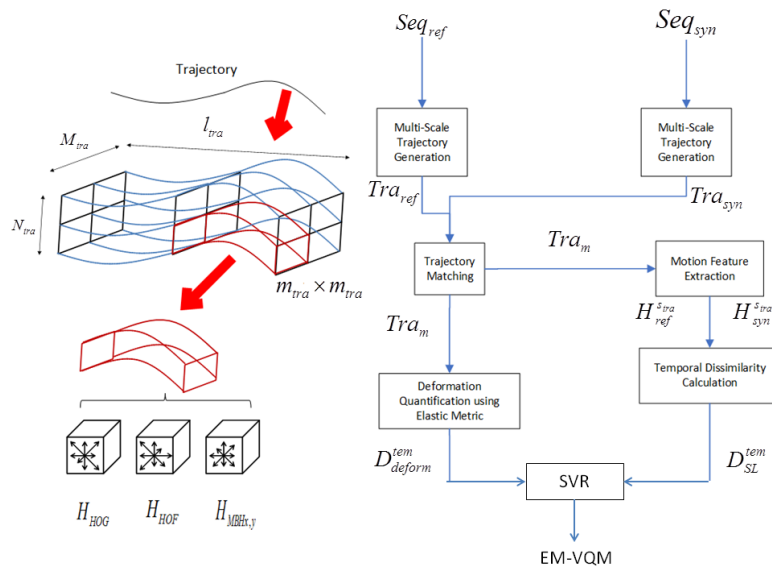 Trajectory
M_tra
l_tra
N_tra
m_tra × m_tra
H_HOG
H_HOF
H_MBHx,y
Seq_ref
Seq_syn
Multi-Scale
Trajectory
Generation
Multi-Scale
Trajectory
Generation
Tra_ref
Tra_syn
Trajectory
Matching
Tra_m
Motion Feature
Extraction
Tra_m
H_ref^s_tra
H_syn^s_tra
Deformation
Quantification using
Elastic Metric
Temporal Dissimilarity
Calculation
D_deform^tem
D_SL^tem
SVR
EM-VQM